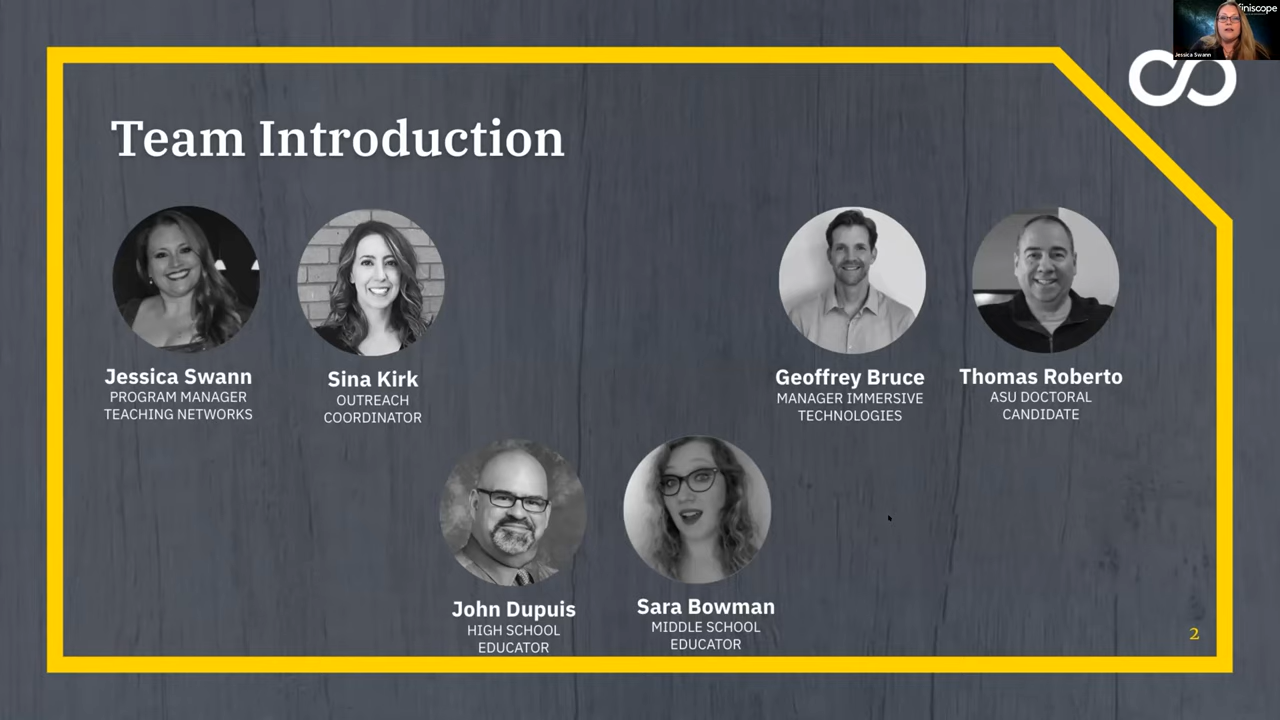 iniscope
Jessica Swann
Team Introduction
Jessica Swann
PROGRAM MANAGER
TEACHING NETWORKS
Sina Kirk
OUTREACH
COORDINATOR
Geoffrey Bruce
MANAGER IMMERSIVE
TECHNOLOGIES
Thomas Roberto
ASU DOCTORAL
CANDIDATE
John Dupuis
HIGH SCHOOL
EDUCATOR
Sara Bowman
MIDDLE SCHOOL
EDUCATOR
2